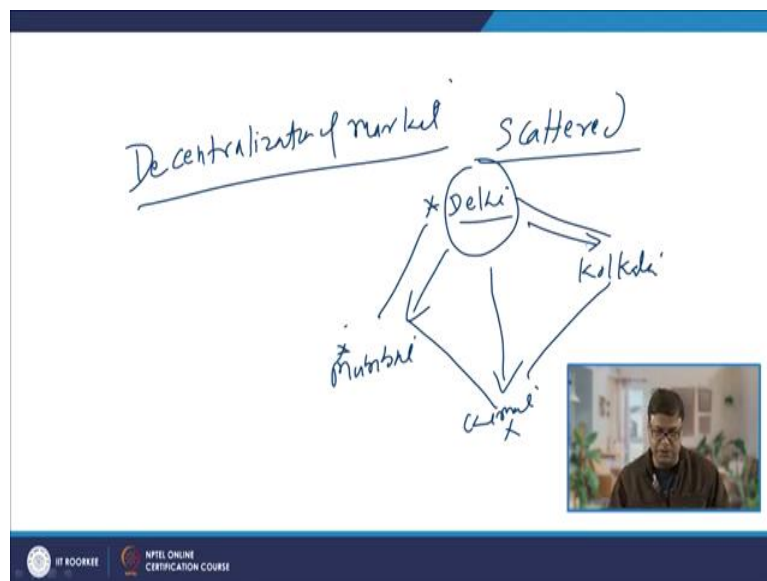 Decentralization of market
Scattered
Delhi
Kolkata
Mumbai
Chennai
IIT ROORKEE
NPTEL ONLINE
CERTIFICATION COURSE